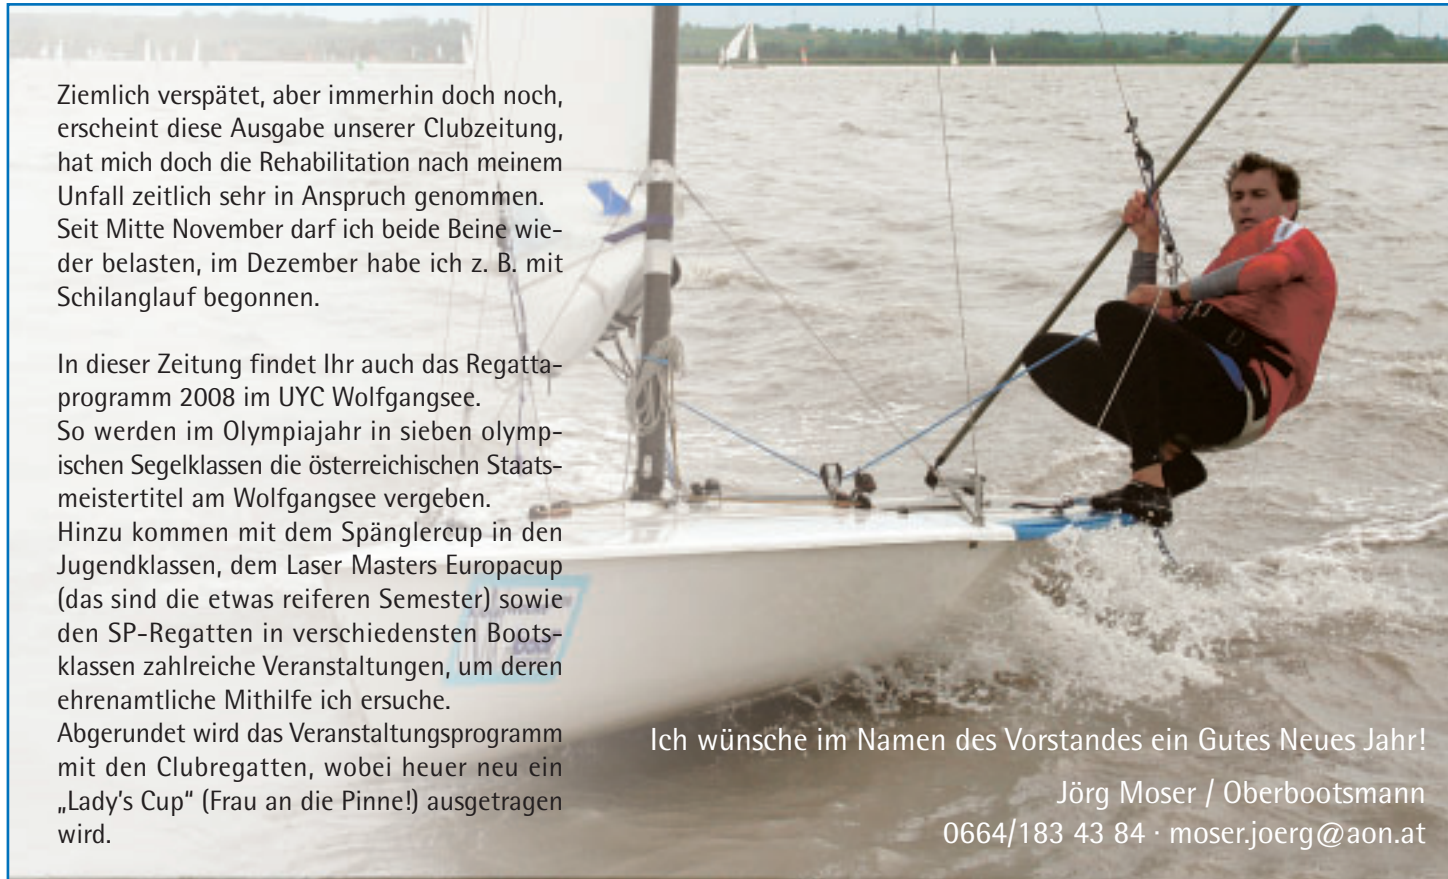 Ziemlich verspätet, aber immerhin doch noch,
erscheint diese Ausgabe unserer Clubzeitung,
hat mich doch die Rehabilitation nach meinem
Unfall zeitlich sehr in Anspruch genommen.
Seit Mitte November darf ich beide Beine wie-
der belasten, im Dezember habe ich z. B. mit
Schilanglauf begonnen.
In dieser Zeitung findet Ihr auch das Regatta-
programm 2008 im UYC Wolfgangsee.
So werden im Olympiajahr in sieben olymp-
ischen Segelklassen die österreichischen Staats-
meistertitel am Wolfgangsee vergeben.
Hinzu kommen mit dem Spänglercup in den
Jugendklassen, dem Laser Masters Europacup
(das sind die etwas reiferen Semester) sowie
den SP-Regatten in verschiedensten Boots-
klassen zahlreiche Veranstaltungen, um deren
ehrenamtliche Mithilfe ich ersuche.
Abgerundet wird das Veranstaltungsprogramm
mit den Clubregatten, wobei heuer neu ein
„Lady's Cup" (Frau an die Pinne!) ausgetragen
wird.
Ich wünsche im Namen des Vorstandes ein Gutes Neues Jahr!
Jörg Moser / Oberbootsmann
0664/183 43 84 · moser.joerg@aon.at